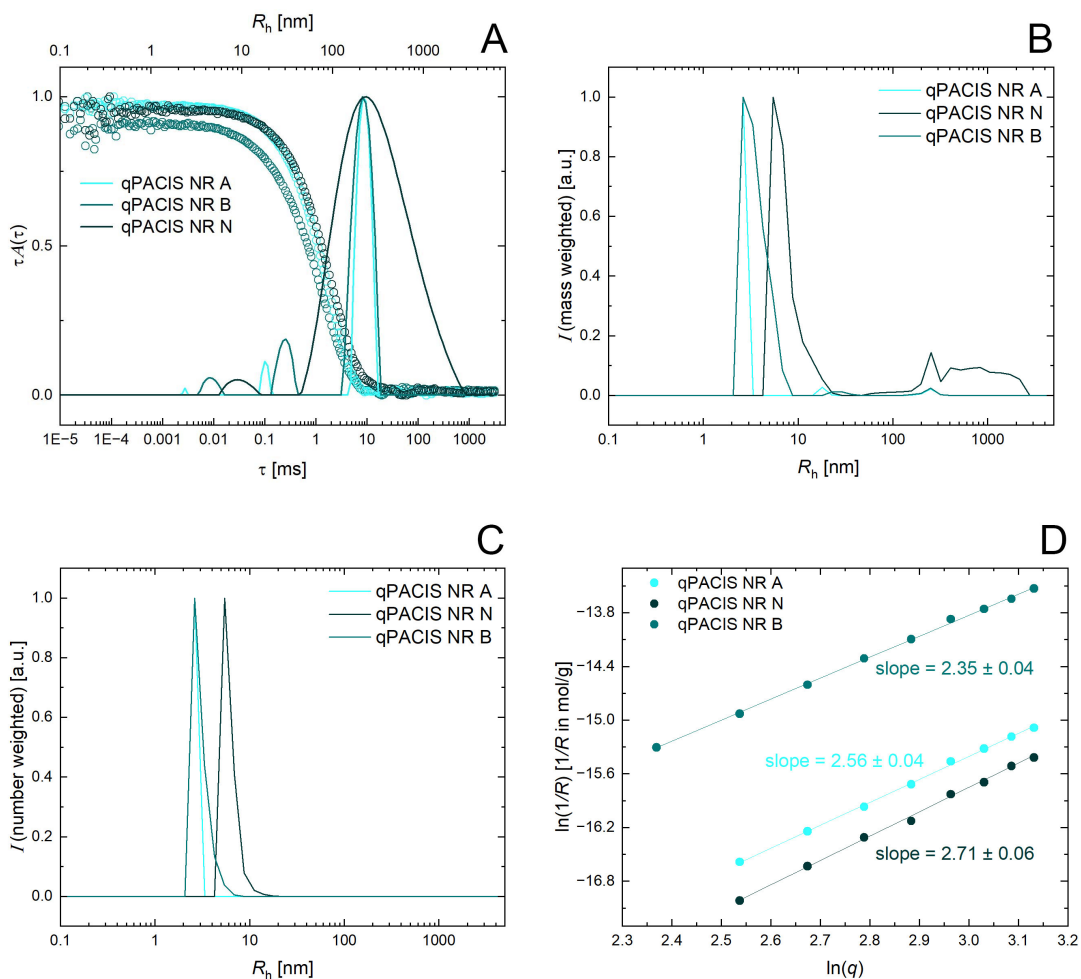 R_h [nm]
0.1 1 10 100 1000
A
1.0
0.5
0.0
τA(τ)
qPACIS NR A
qPACIS NR B
qPACIS NR N
1E-5 1E-4 0.001 0.01 0.1 1 10 100 1000
τ [ms]
B
1.0
0.8
0.6
0.4
0.2
0.0
I (mass weighted) [a.u.]
qPACIS NR A
qPACIS NR N
qPACIS NR B
0.1 1 10 100 1000
R_h [nm]
C
1.0
0.8
0.6
0.4
0.2
0.0
I (number weighted) [a.u.]
qPACIS NR A
qPACIS NR N
qPACIS NR B
0.1 1 10 100 1000
R_h [nm]
D
qPACIS NR A
qPACIS NR N
qPACIS NR B
−13.8
−14.4
−15.0
−15.6
−16.2
−16.8
ln(1/R) [1/R in mol/g]
slope = 2.35 ± 0.04
slope = 2.56 ± 0.04
slope = 2.71 ± 0.06
2.3 2.4 2.5 2.6 2.7 2.8 2.9 3.0 3.1 3.2
ln(q)